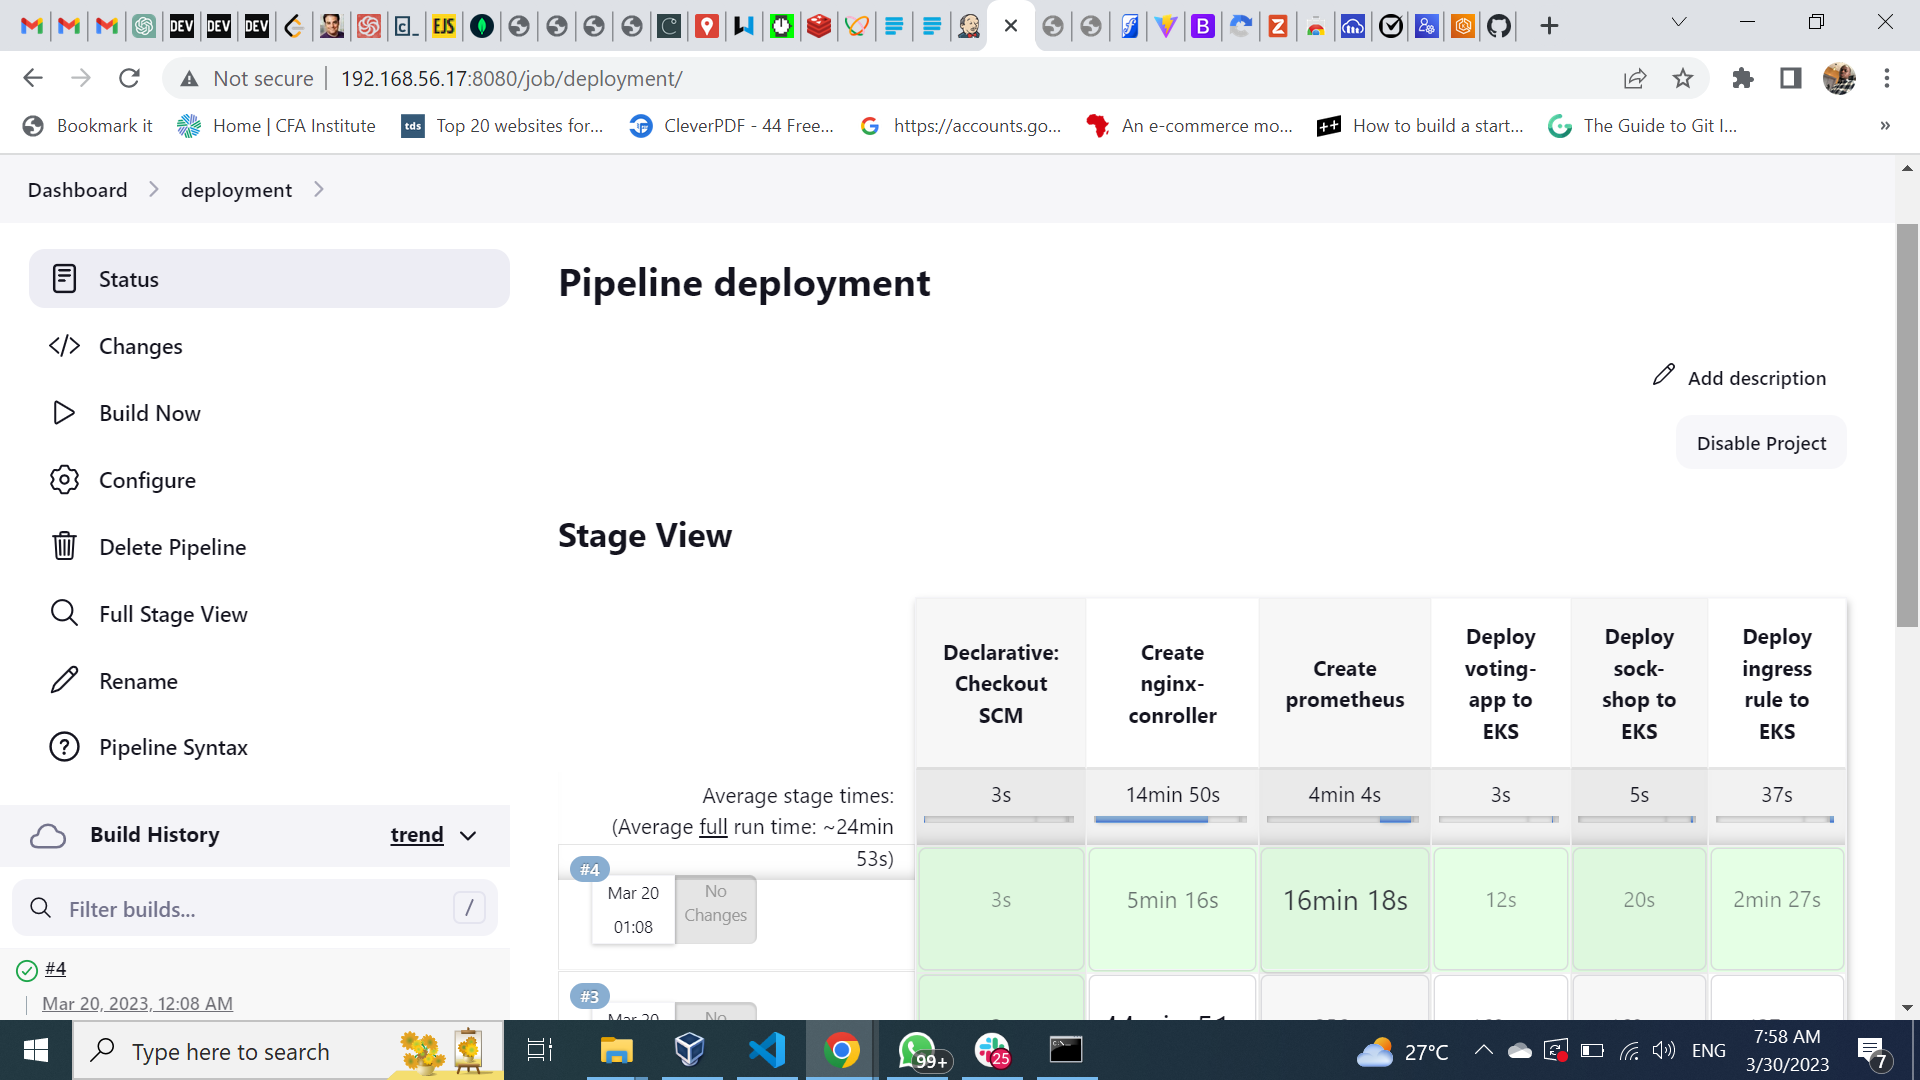 DEV
DEV
DEV
EJS
C
W
B
Z
Not secure
192.168.56.17:8080/job/deployment/
Bookmark it
Home | CFA Institute
tds
Top 20 websites for...
CleverPDF - 44 Free...
https://accounts.go...
An e-commerce mo...
How to build a start...
The Guide to Git I...
»
Dashboard
deployment
Status
Changes
Build Now
Configure
Delete Pipeline
Full Stage View
Rename
Pipeline Syntax
Build History
trend
Filter builds...
/
#4
Mar 20, 2023, 12:08 AM
Pipeline deployment
Add description
Disable Project
Stage View
Declarative:
Checkout
SCM
Create
nginx-
conroller
Create
prometheus
Deploy
voting-
app to
EKS
Deploy
sock-
shop to
EKS
Deploy
ingress
rule to
EKS
Average stage times:
(Average full run time: ~24min
53s)
3s
14min 50s
4min 4s
3s
5s
37s
#4
Mar 20
01:08
No
Changes
3s
5min 16s
16min 18s
12s
20s
2min 27s
#3
Mar 20
No
Type here to search
99+
25
27°C
ENG
7:58 AM
3/30/2023
7